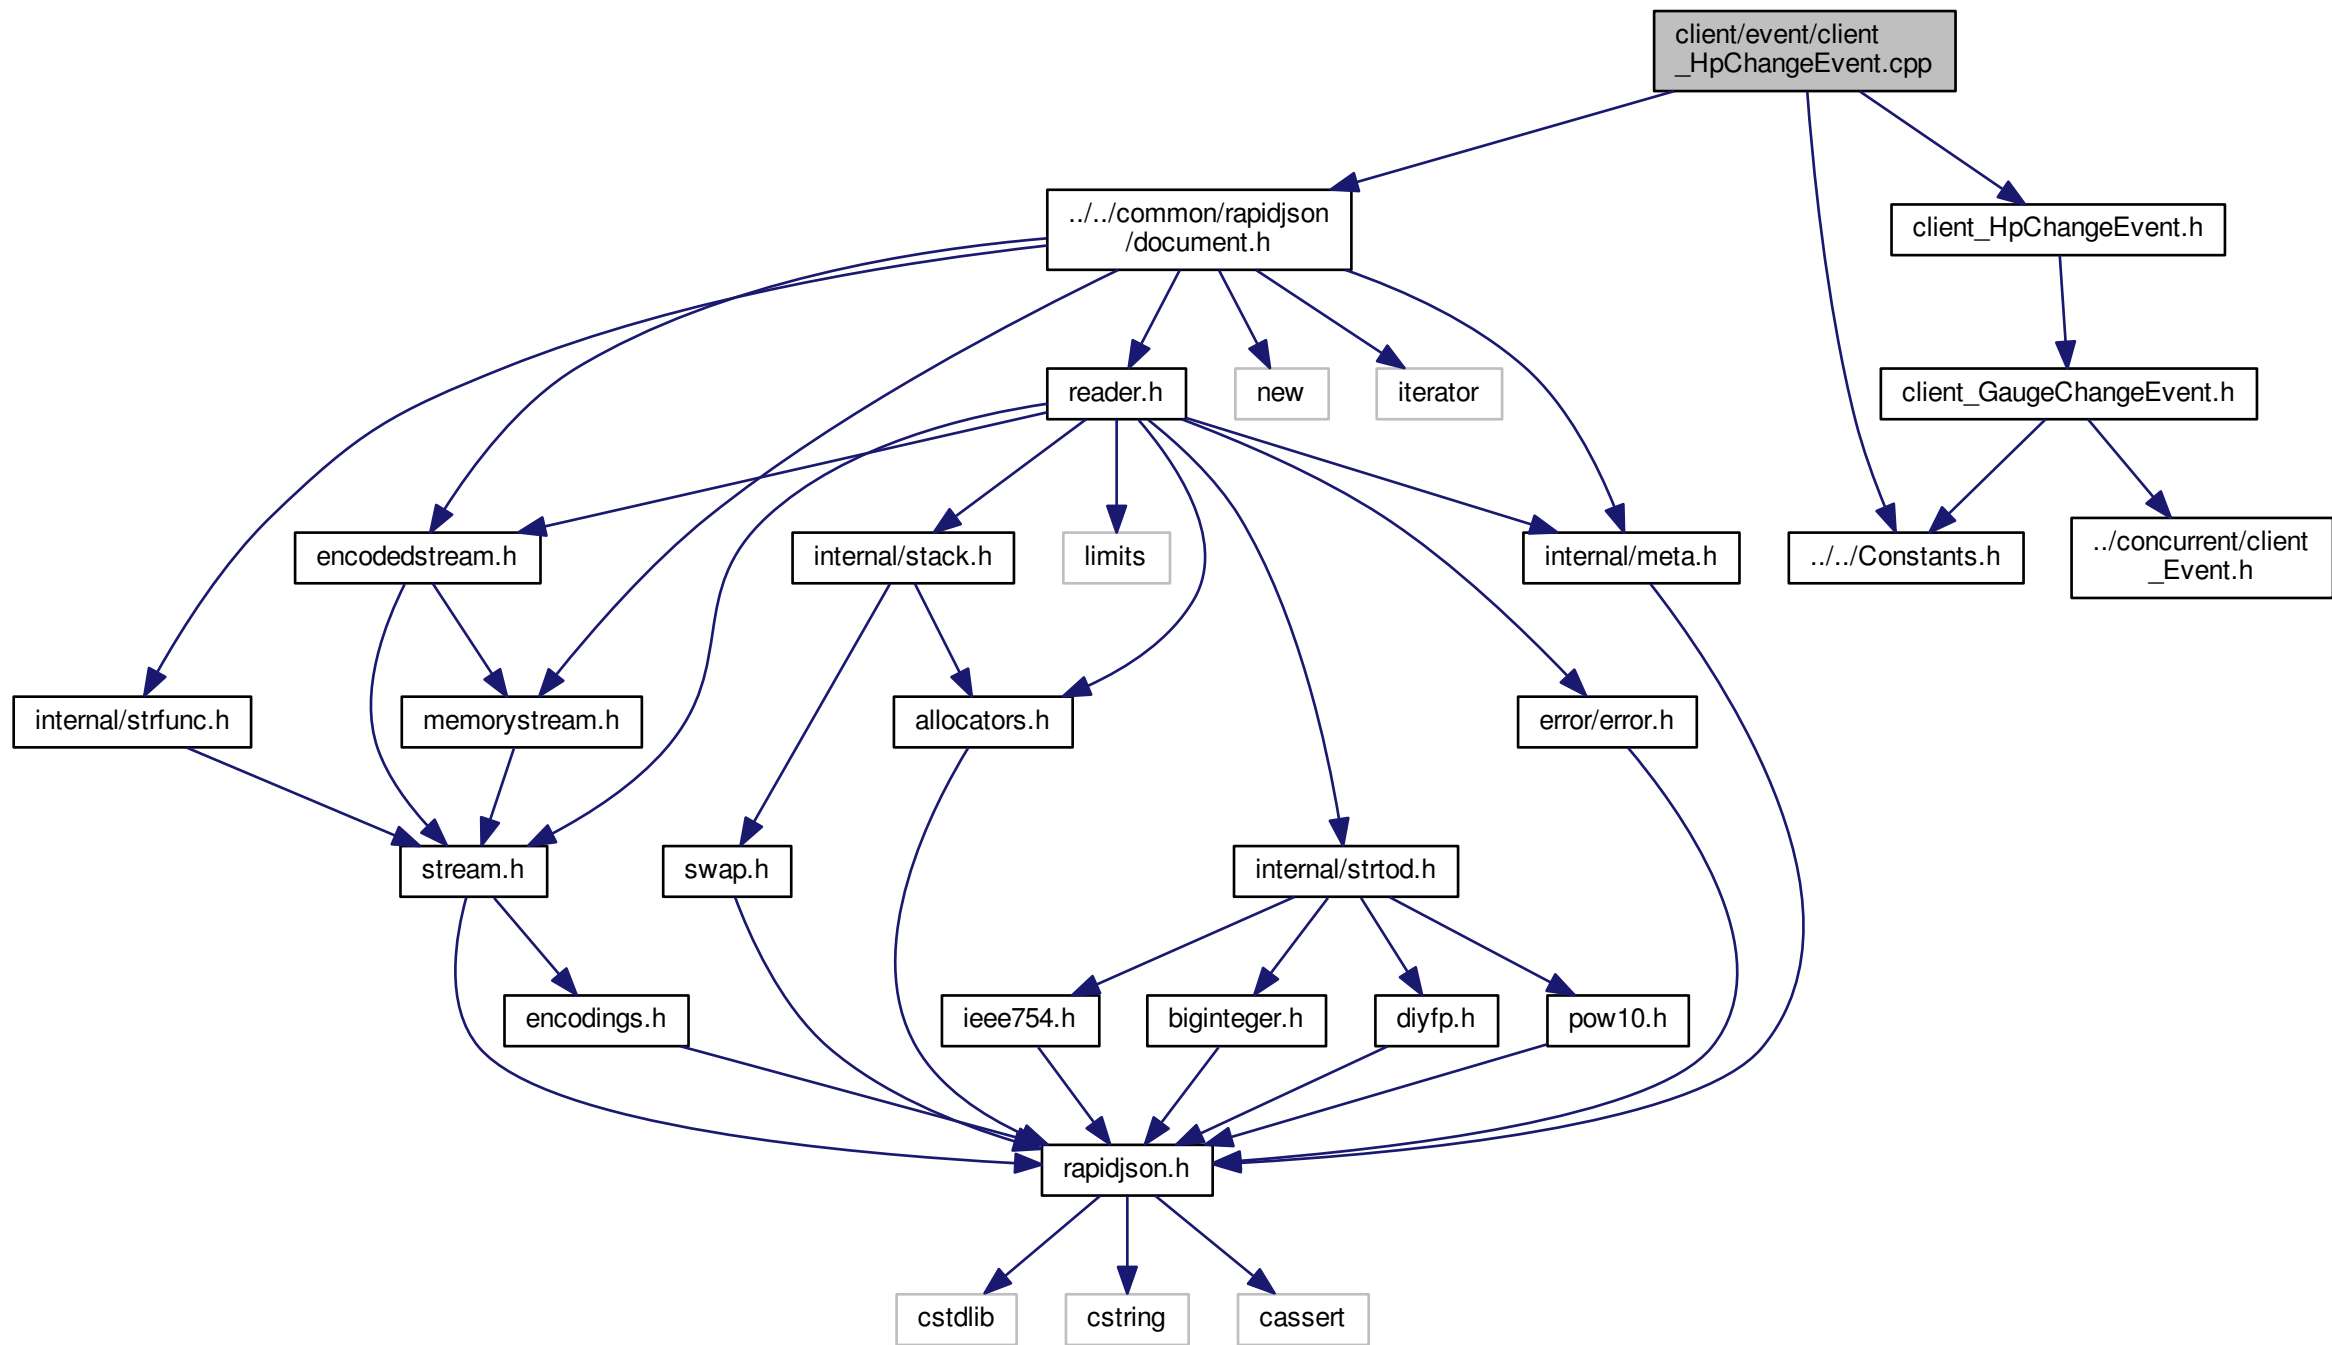 client/event/client
_HpChangeEvent.cpp
../../common/rapidjson
/document.h
client_HpChangeEvent.h
reader.h
new
iterator
client_GaugeChangeEvent.h
encodedstream.h
internal/stack.h
limits
internal/meta.h
../../Constants.h
../concurrent/client
_Event.h
internal/strfunc.h
memorystream.h
allocators.h
error/error.h
stream.h
swap.h
internal/strtod.h
encodings.h
ieee754.h
biginteger.h
diyfp.h
pow10.h
rapidjson.h
cstdlib
cstring
cassert